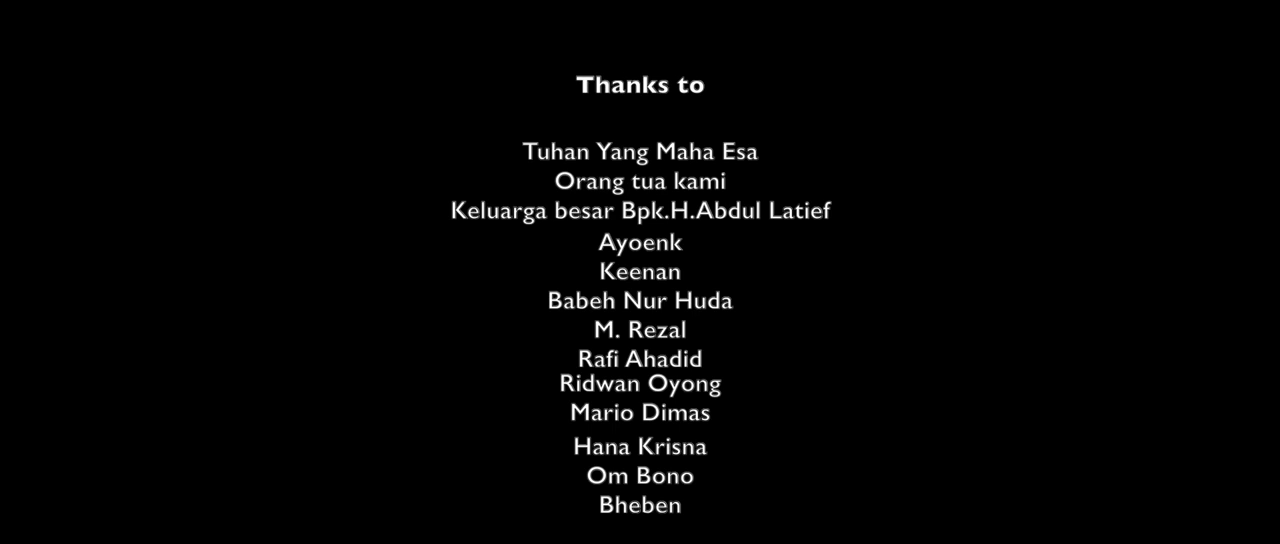 Thanks to
Tuhan Yang Maha Esa
Orang tua kami
Keluarga besar Bpk.H.Abdul Latief
Ayoenk
Keenan
Babeh Nur Huda
M. Rezal
Rafi Ahadid
Ridwan Oyong
Mario Dimas
Hana Krisna
Om Bono
Bheben